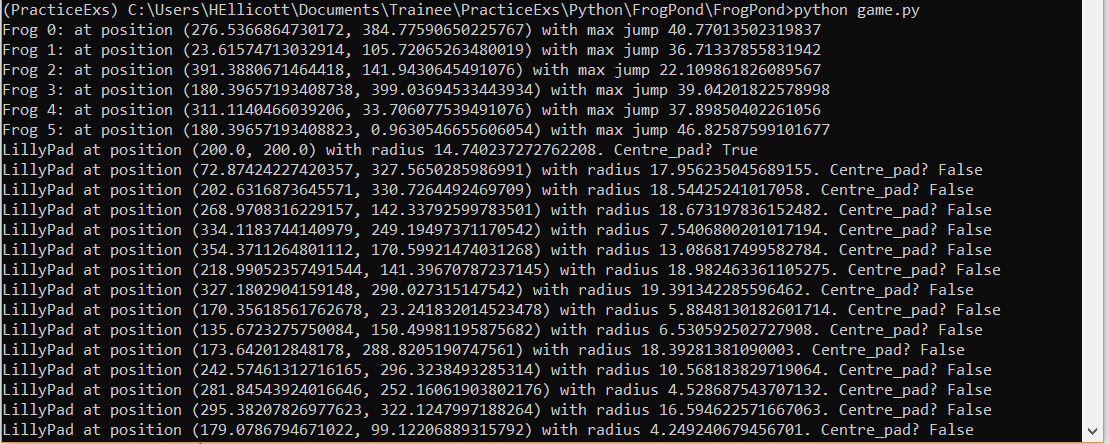 (PracticeExs) C:\Users\HEllicott\Documents\Trainee\PracticeExs\Python\FrogPond\FrogPond>python game.py
Frog 0: at position (276.5366864730172, 384.77590650225767) with max jump 40.77013502319837
Frog 1: at position (23.61574713032914, 105.72065263480019) with max jump 36.71337855831942
Frog 2: at position (391.3880671464418, 141.9430645491076) with max jump 22.109861826089567
Frog 3: at position (180.39657193408738, 399.03694533443934) with max jump 39.04201822578998
Frog 4: at position (311.1140466039206, 33.706077539491076) with max jump 37.89850402261056
Frog 5: at position (180.39657193408823, 0.9630546655606054) with max jump 46.82587599101677
LillyPad at position (200.0, 200.0) with radius 14.740237272762208. Centre_pad? True
LillyPad at position (72.87424227420357, 327.5650285986991) with radius 17.956235045689155. Centre_pad? False
LillyPad at position (202.6316873645571, 330.7264492469709) with radius 18.54425241017058. Centre_pad? False
LillyPad at position (268.9708316229157, 142.33792599783501) with radius 18.673197836152482. Centre_pad? False
LillyPad at position (334.1183744140979, 249.19497371170542) with radius 7.5406800201017194. Centre_pad? False
LillyPad at position (354.3711264801112, 170.59921474031268) with radius 13.086817499582784. Centre_pad? False
LillyPad at position (218.99052357491544, 141.39670787237145) with radius 18.982463361105275. Centre_pad? False
LillyPad at position (327.1802904159148, 290.027315147542) with radius 19.391342285596462. Centre_pad? False
LillyPad at position (170.35618561762678, 23.241832014523478) with radius 5.8848130182601714. Centre_pad? False
LillyPad at position (135.6723275750084, 150.49981195875682) with radius 6.530592502727908. Centre_pad? False
LillyPad at position (173.642012848178, 288.8205190747561) with radius 18.39281381090003. Centre_pad? False
LillyPad at position (242.57461312716165, 296.3238493285314) with radius 10.568183829719064. Centre_pad? False
LillyPad at position (281.84543924016646, 252.16061903802176) with radius 4.528687543707132. Centre_pad? False
LillyPad at position (295.38207826977623, 322.1247997188264) with radius 16.594622571667063. Centre_pad? False
LillyPad at position (179.0786794671022, 99.12206889315792) with radius 4.249240679456701. Centre_pad? False